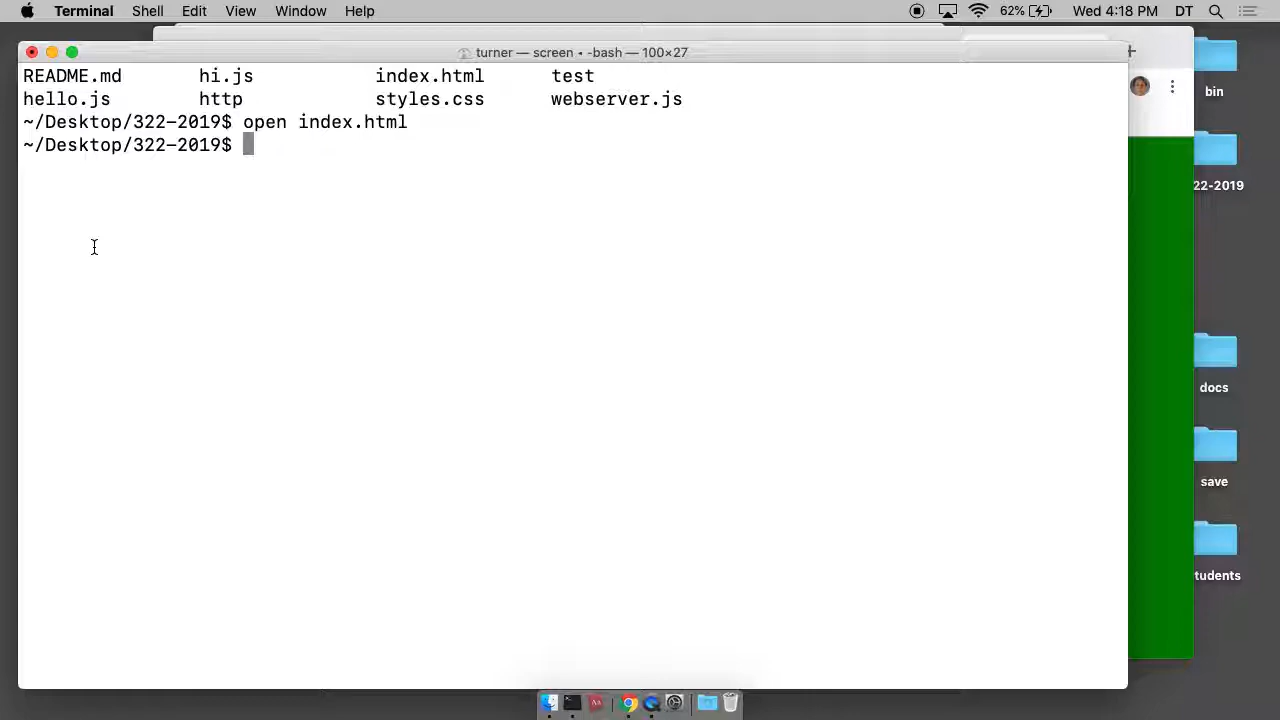 Terminal Shell Edit View Window Help 62% Wed 4:18 PM DT
turner — screen • -bash — 100×27
README.md hi.js index.html test
hello.js http styles.css webserver.js
~/Desktop/322-2019$ open index.html
~/Desktop/322-2019$
bin
22-2019
docs
save
tudents